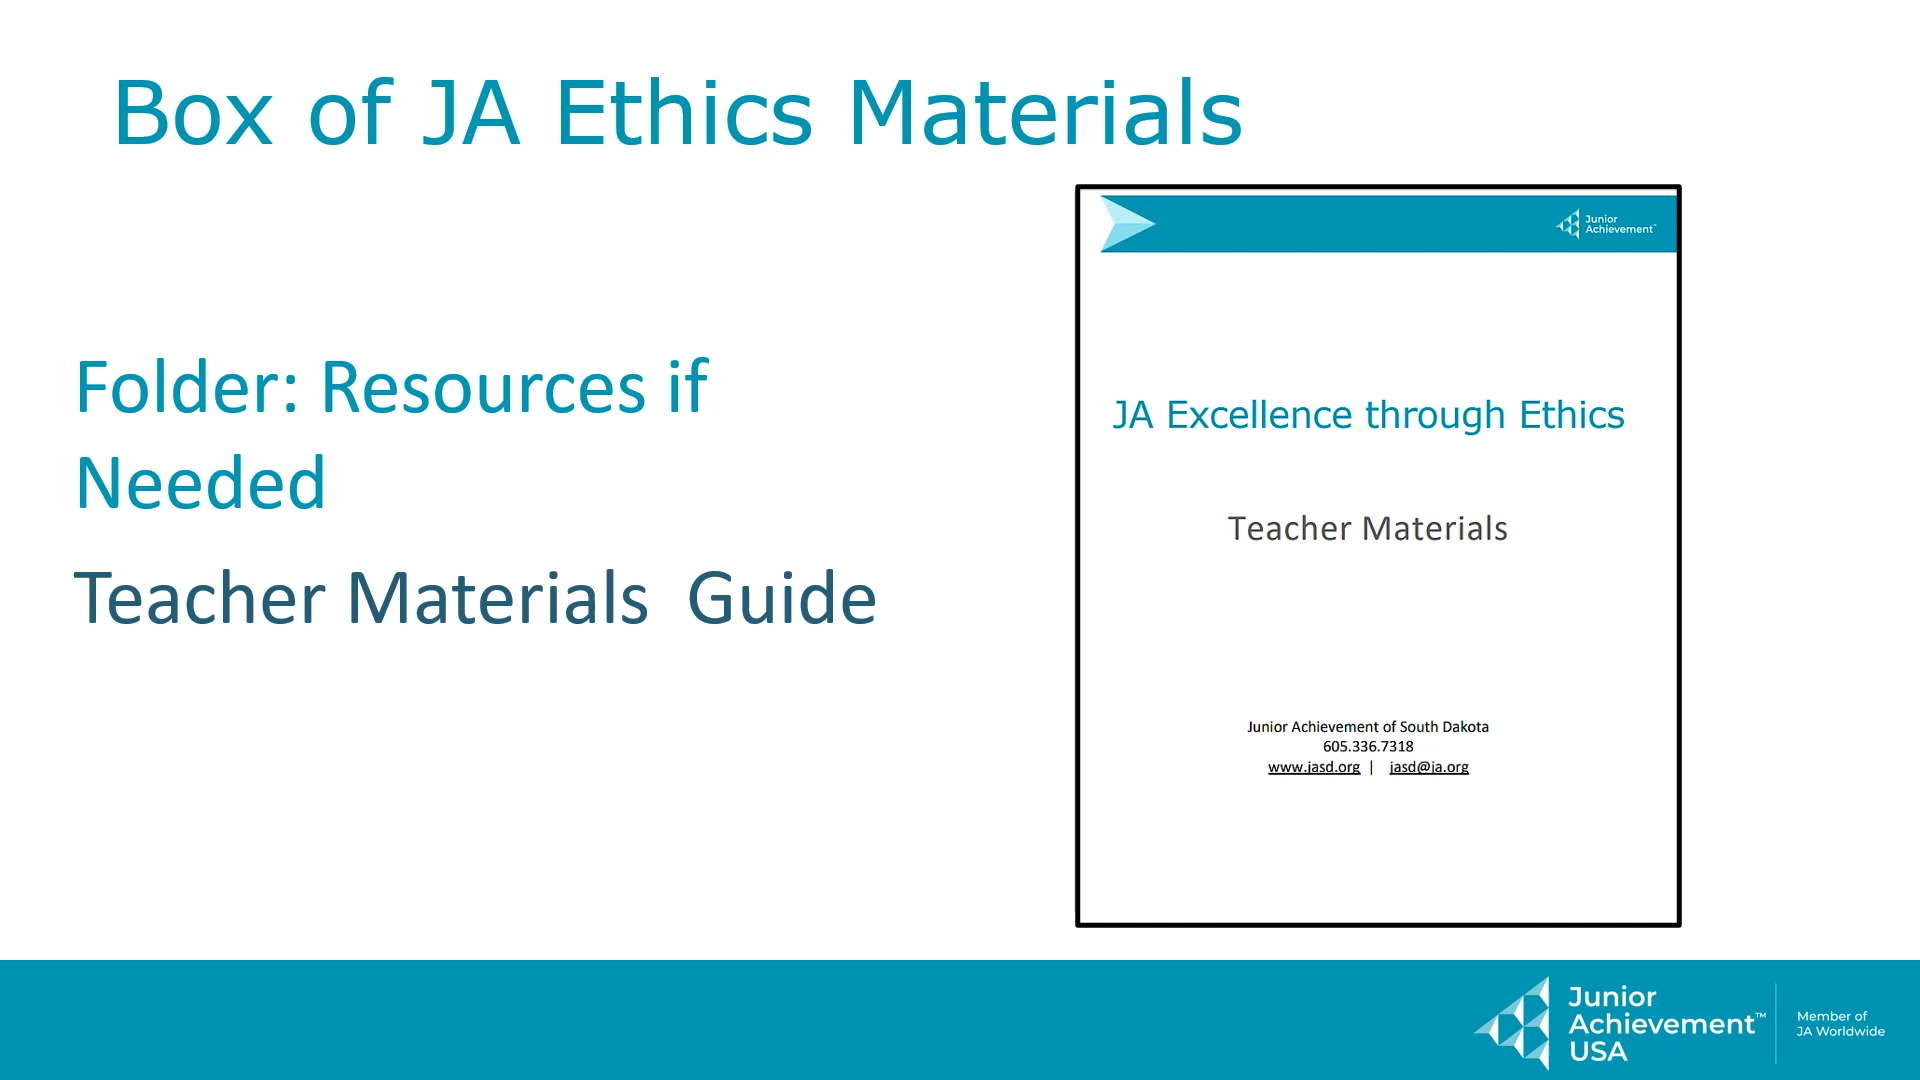 Box of JA Ethics Materials
Folder: Resources if
Needed
Teacher Materials  Guide
Junior
Achievement™
JA Excellence through Ethics
Teacher Materials
Junior Achievement of South Dakota
605.336.7318
www.jasd.org | jasd@ja.org
Junior
Achievement™
USA
Member of
JA Worldwide